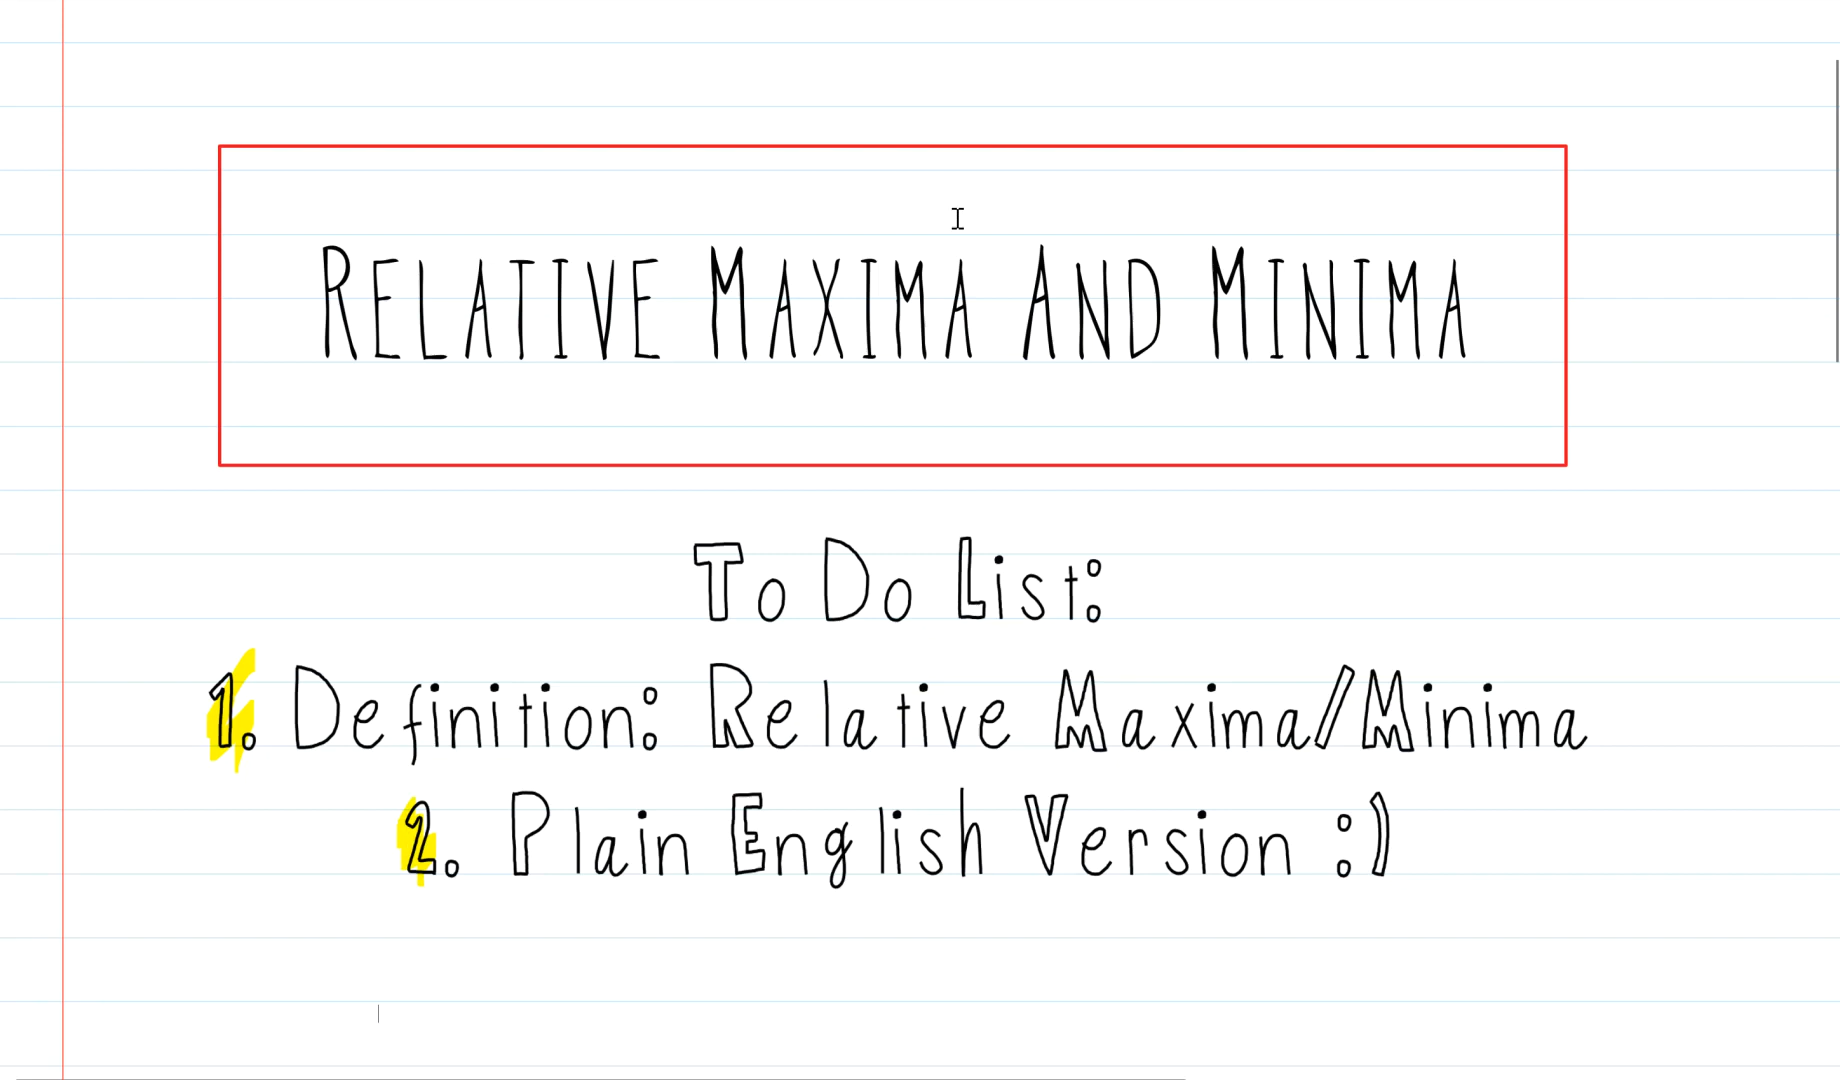 RELATIVE MAXIMA AND MINIMA
To Do List:
1. Definition: Relative Maxima/Minima
2. Plain English Version :)